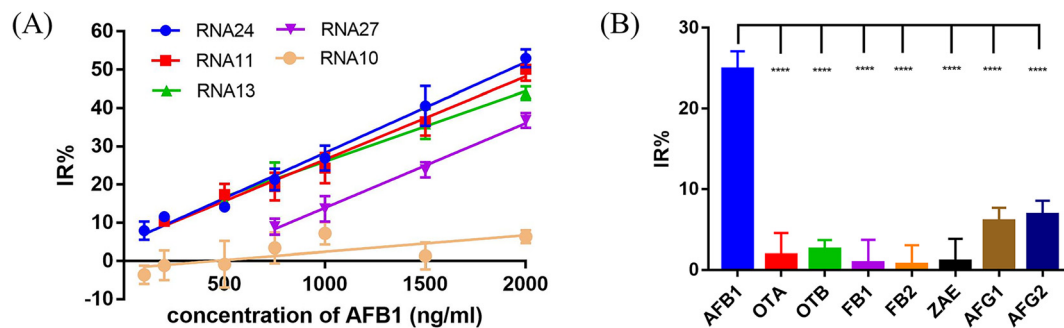 (A)
IR%
60
50
40
30
20
10
0
-10
RNA24
RNA11
RNA13
RNA27
RNA10
500
1000
1500
2000
concentration of AFB1 (ng/ml)
(B)
IR%
30
20
10
0
**** **** **** **** **** **** ****
AFB1
OTA
OTB
FB1
FB2
ZAE
AFG1
AFG2